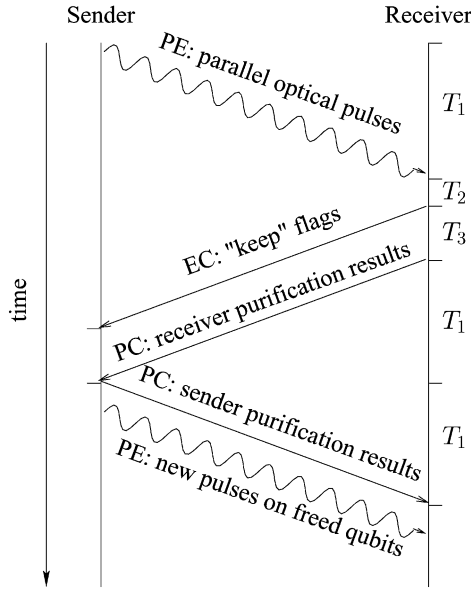 Sender
Receiver
PE: parallel optical pulses
T1
T2
EC: "keep" flags
T3
PC: receiver purification results
T1
time
PC: sender purification results
T1
PE: new pulses on freed qubits